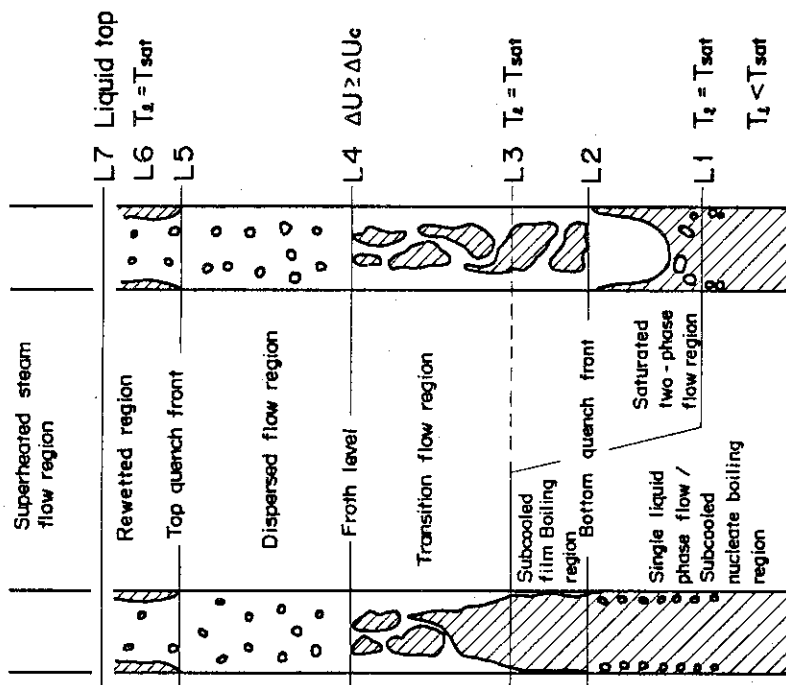 Superheated steam
flow region
L7 Liquid top
Rewetted region
L6 Tℓ = Tsat
Top quench front
L5
Dispersed flow region
Froth level
L4 ΔU ≥ ΔUc
Transition flow region
L3 Tℓ = Tsat
Subcooled
film Boiling
region
Bottom quench front
L2
Saturated
two-phase
flow region
Single liquid
phase flow /
Subcooled
nucleate boiling
region
L1 Tℓ = Tsat
Tℓ < Tsat